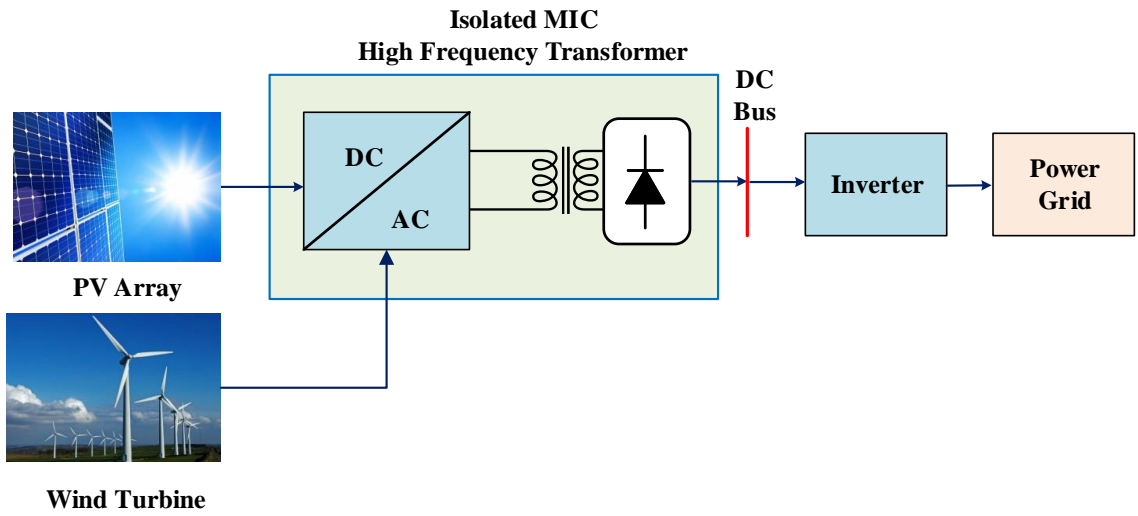 Isolated MIC
High Frequency Transformer
DC
Bus
DC
AC
Inverter
Power
Grid
PV Array
Wind Turbine